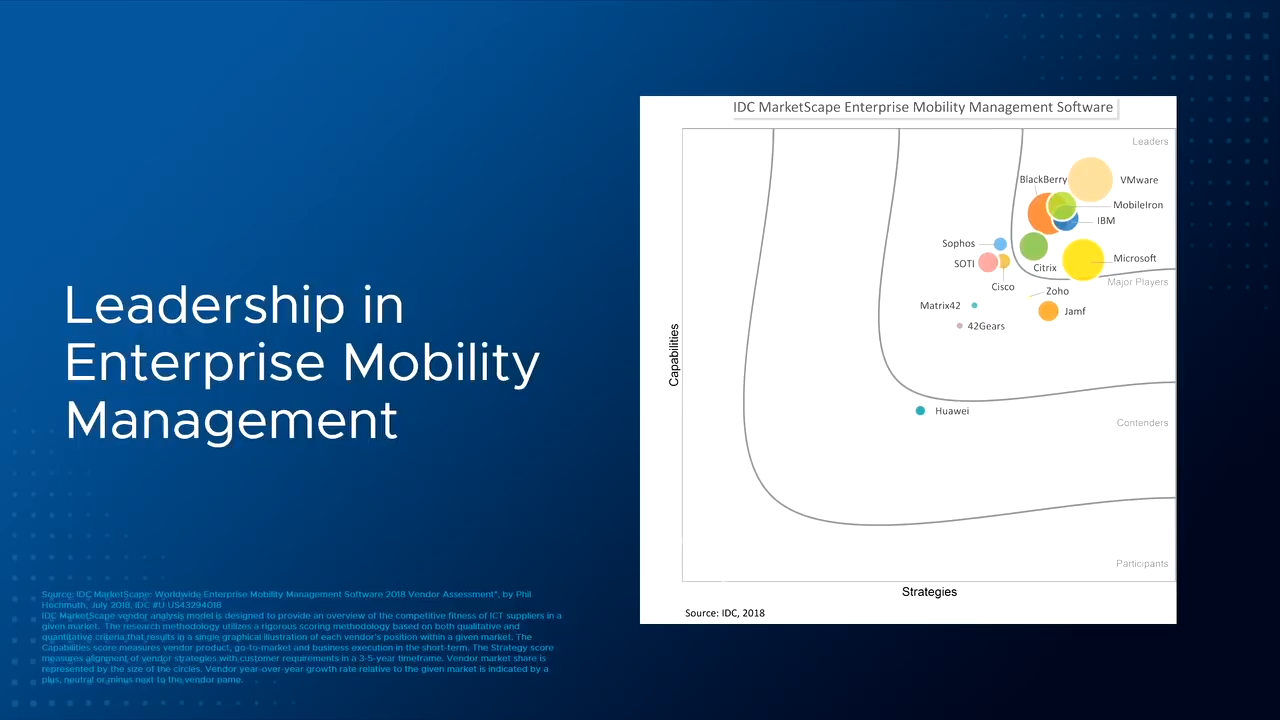 Leadership in
Enterprise Mobility
Management
Source: IDC MarketScape: Worldwide Enterprise Mobility Management Software 2018 Vendor Assessment", by Phil
Hochmuth, July 2018, IDC #U US43294018
IDC MarketScape vendor analysis model is designed to provide an overview of the competitive fitness of ICT suppliers in a
given market. The research methodology utilizes a rigorous scoring methodology based on both qualitative and
quantitative criteria that results in a single graphical illustration of each vendor's position within a given market. The
Capabilities score measures vendor product, go-to-market and business execution in the short-term. The Strategy score
measures alignment of vendor strategies with customer requirements in a 3-5-year timeframe. Vendor market share is
represented by the size of the circles. Vendor year-over-year growth rate relative to the given market is indicated by a
plus, neutral or minus next to the vendor name.
IDC MarketScape Enterprise Mobility Management Software
Leaders
BlackBerry
VMware
MobileIron
IBM
Sophos
SOTI
Citrix
Microsoft
Cisco
Major Players
Zoho
Matrix42
Jamf
42Gears
Capabilities
Huawei
Contenders
Participants
Strategies
Source: IDC, 2018